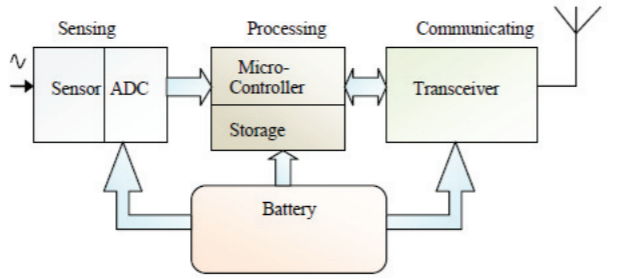 Sensing
Processing
Communicating
Sensor
ADC
Micro-
Controller
Storage
Transceiver
Battery